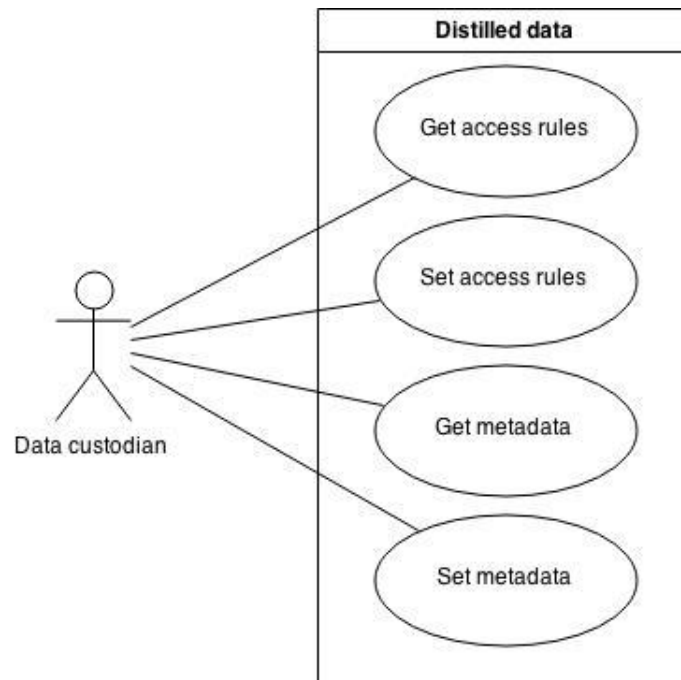 Distilled data
Get access rules
Set access rules
Get metadata
Data custodian
Set metadata